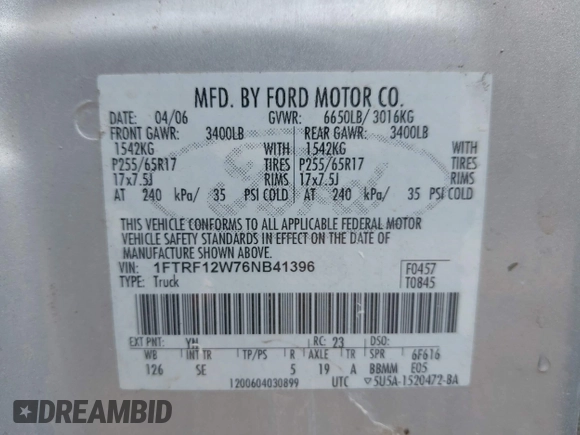 MFD. BY FORD MOTOR CO.
DATE: 04/06 GVWR: 6650LB/ 3016KG
FRONT GAWR: 3400LB REAR GAWR: 3400LB
1542KG WITH 1542KG WITH
P255/65R17 TIRES P255/65R17 TIRES
17x7.5J RIMS 17x7.5J RIMS
AT 240 kPa/ 35 PSI COLD AT 240 kPa/ 35 PSI COLD
THIS VEHICLE CONFORMS TO ALL APPLICABLE FEDERAL MOTOR
VEHICLE SAFETY STANDARDS IN EFFECT ON THE DATE OF
MANUFACTURE SHOWN ABOVE.
VIN: 1FTRF12W76NB41396 F0457
TYPE: Truck T0845
EXT PNT: YN RC: 23 DSO:
WB INT TR TP/PS R AXLE TR SPR 6F616
126 SE 5 19 A BBMM E05
1200604030899 UTC ▽5U5A-1520472-BA
DREAMBID
DREAMBID.COM